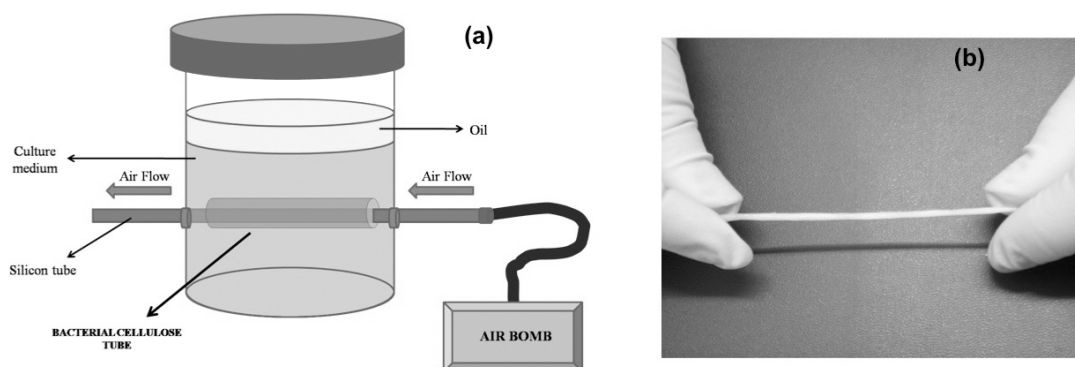 (a)
Oil
Culture
medium
Air Flow
Air Flow
Silicon tube
BACTERIAL CELLULOSE
TUBE
AIR BOMB
(b)